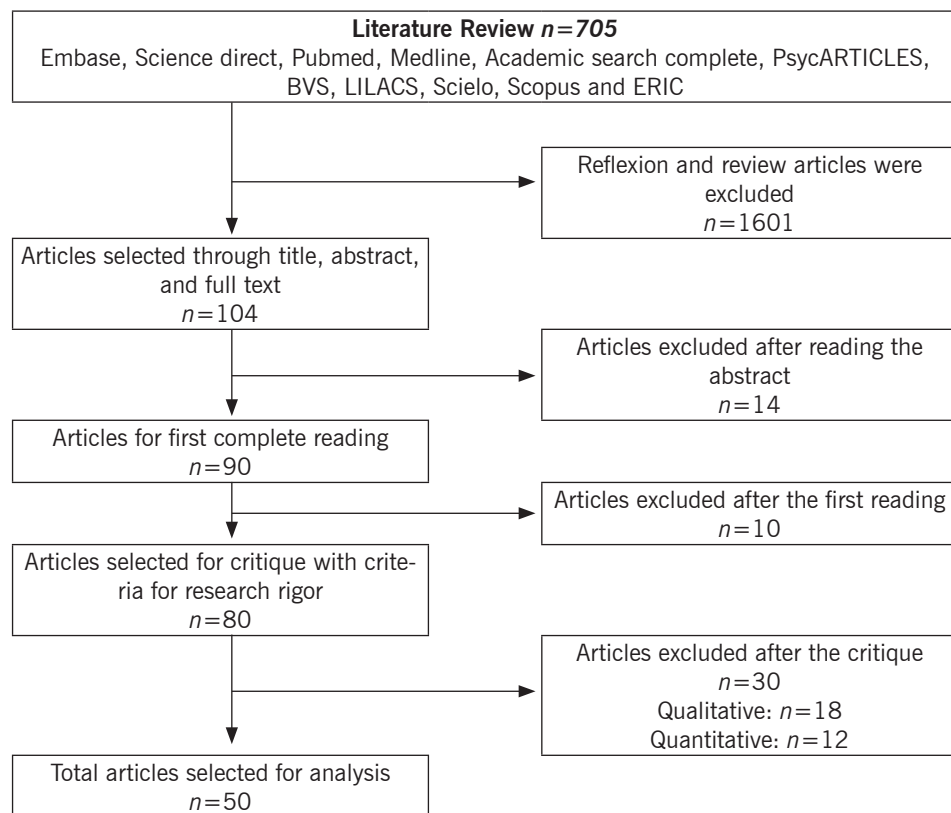 Literature Review n=705
Embase, Science direct, Pubmed, Medline, Academic search complete, PsycARTICLES,
BVS, LILACS, Scielo, Scopus and ERIC
Reflexion and review articles were
excluded
n=1601
Articles selected through title, abstract,
and full text
n=104
Articles excluded after reading the
abstract
n=14
Articles for first complete reading
n=90
Articles excluded after the first reading
n=10
Articles selected for critique with crite-
ria for research rigor
n=80
Articles excluded after the critique
n=30
Qualitative: n=18
Quantitative: n=12
Total articles selected for analysis
n=50